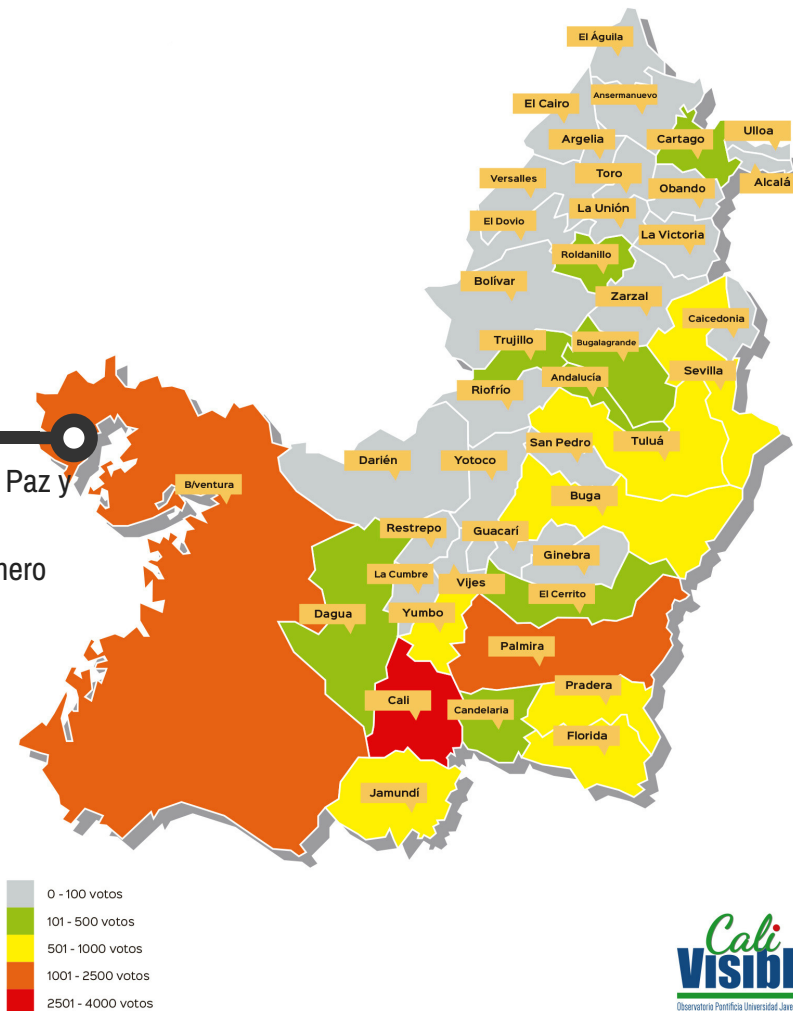 El Águila
Ansermanuevo
El Cairo
Ulloa
Argelia
Cartago
Toro
Versalles
Alcalá
Obando
La Unión
El Dovio
La Victoria
Roldanillo
Bolívar
Zarzal
Caicedonia
Trujillo
Bugalagrande
Sevilla
Andalucía
Riofrío
San Pedro
Tuluá
Darién
Yotoco
Paz y
B/ventura
Buga
Restrepo
Guacarí
Ginebra
nero
La Cumbre
Vijes
El Cerrito
Dagua
Yumbo
Palmira
Pradera
Cali
Candelaria
Florida
Jamundí
0 - 100 votos
101 - 500 votos
501 - 1000 votos
1001 - 2500 votos
2501 - 4000 votos
Cali
VISIBL
Observatorio Pontificia Universidad Jave